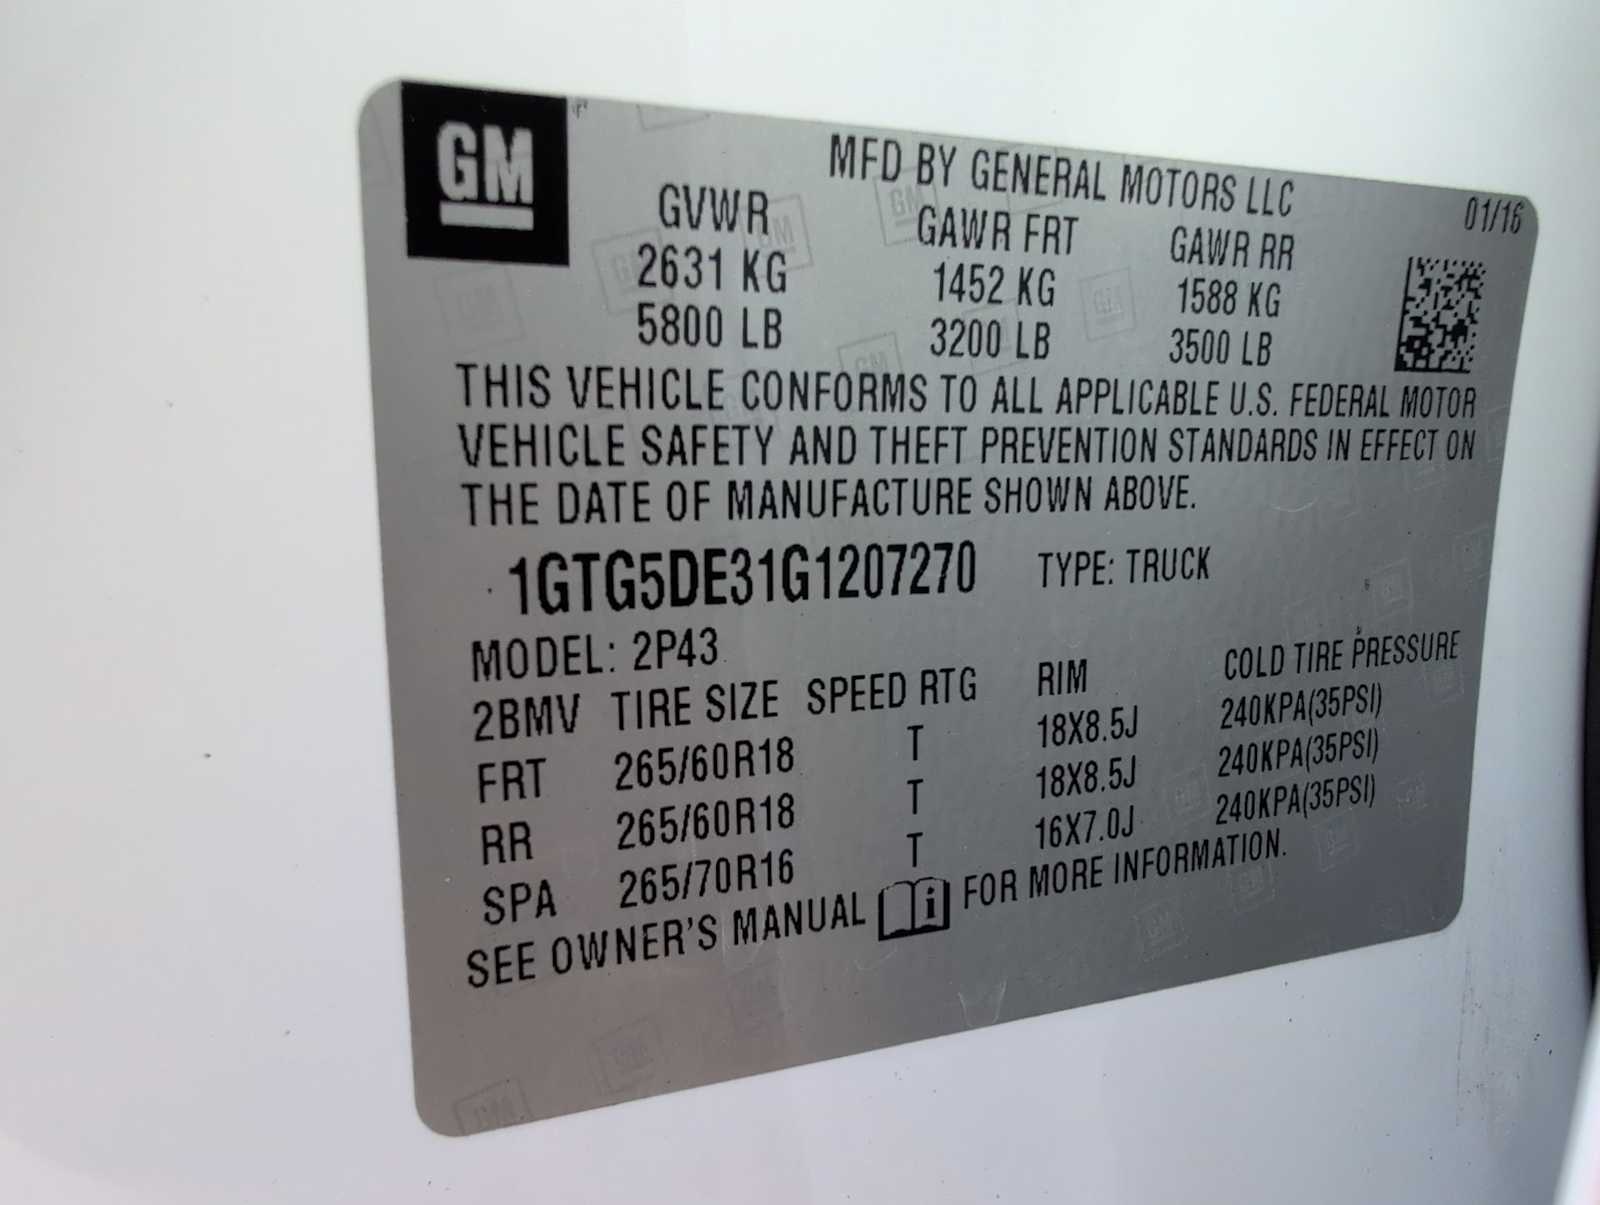 GM
MFD BY GENERAL MOTORS LLC
01/16
GVWR GAWR FRT GAWR RR
2631 KG 1452 KG 1588 KG
5800 LB 3200 LB 3500 LB
THIS VEHICLE CONFORMS TO ALL APPLICABLE U.S. FEDERAL MOTOR
VEHICLE SAFETY AND THEFT PREVENTION STANDARDS IN EFFECT ON
THE DATE OF MANUFACTURE SHOWN ABOVE.
1GTG5DE31G1207270 TYPE: TRUCK
MODEL: 2P43
2BMV TIRE SIZE SPEED RTG RIM COLD TIRE PRESSURE
FRT 265/60R18 T 18X8.5J 240KPA(35PSI)
RR 265/60R18 T 18X8.5J 240KPA(35PSI)
SPA 265/70R16 T 16X7.0J 240KPA(35PSI)
SEE OWNER'S MANUAL i FOR MORE INFORMATION.